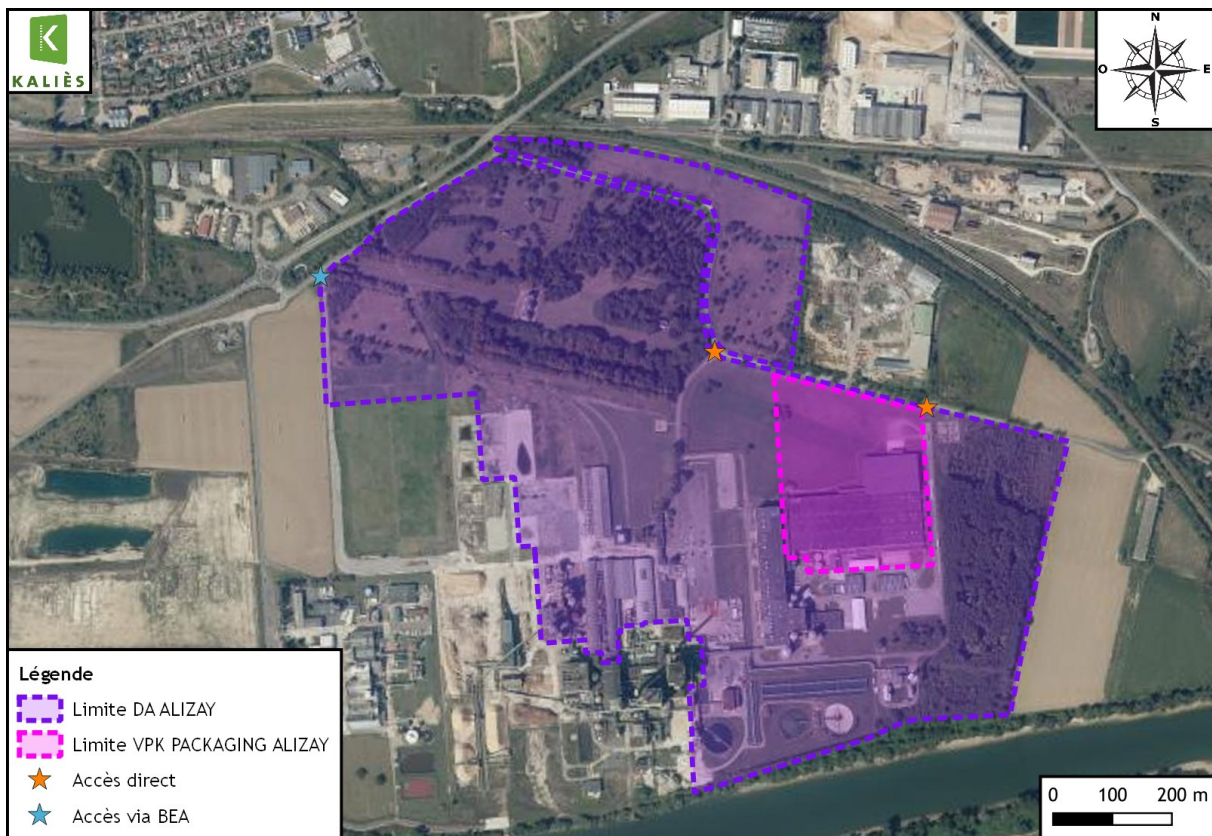 KALIÈS
N
O
E
S
Légende
Limite DA ALIZAY
Limite VPK PACKAGING ALIZAY
Accès direct
Accès via BEA
0 100 200 m